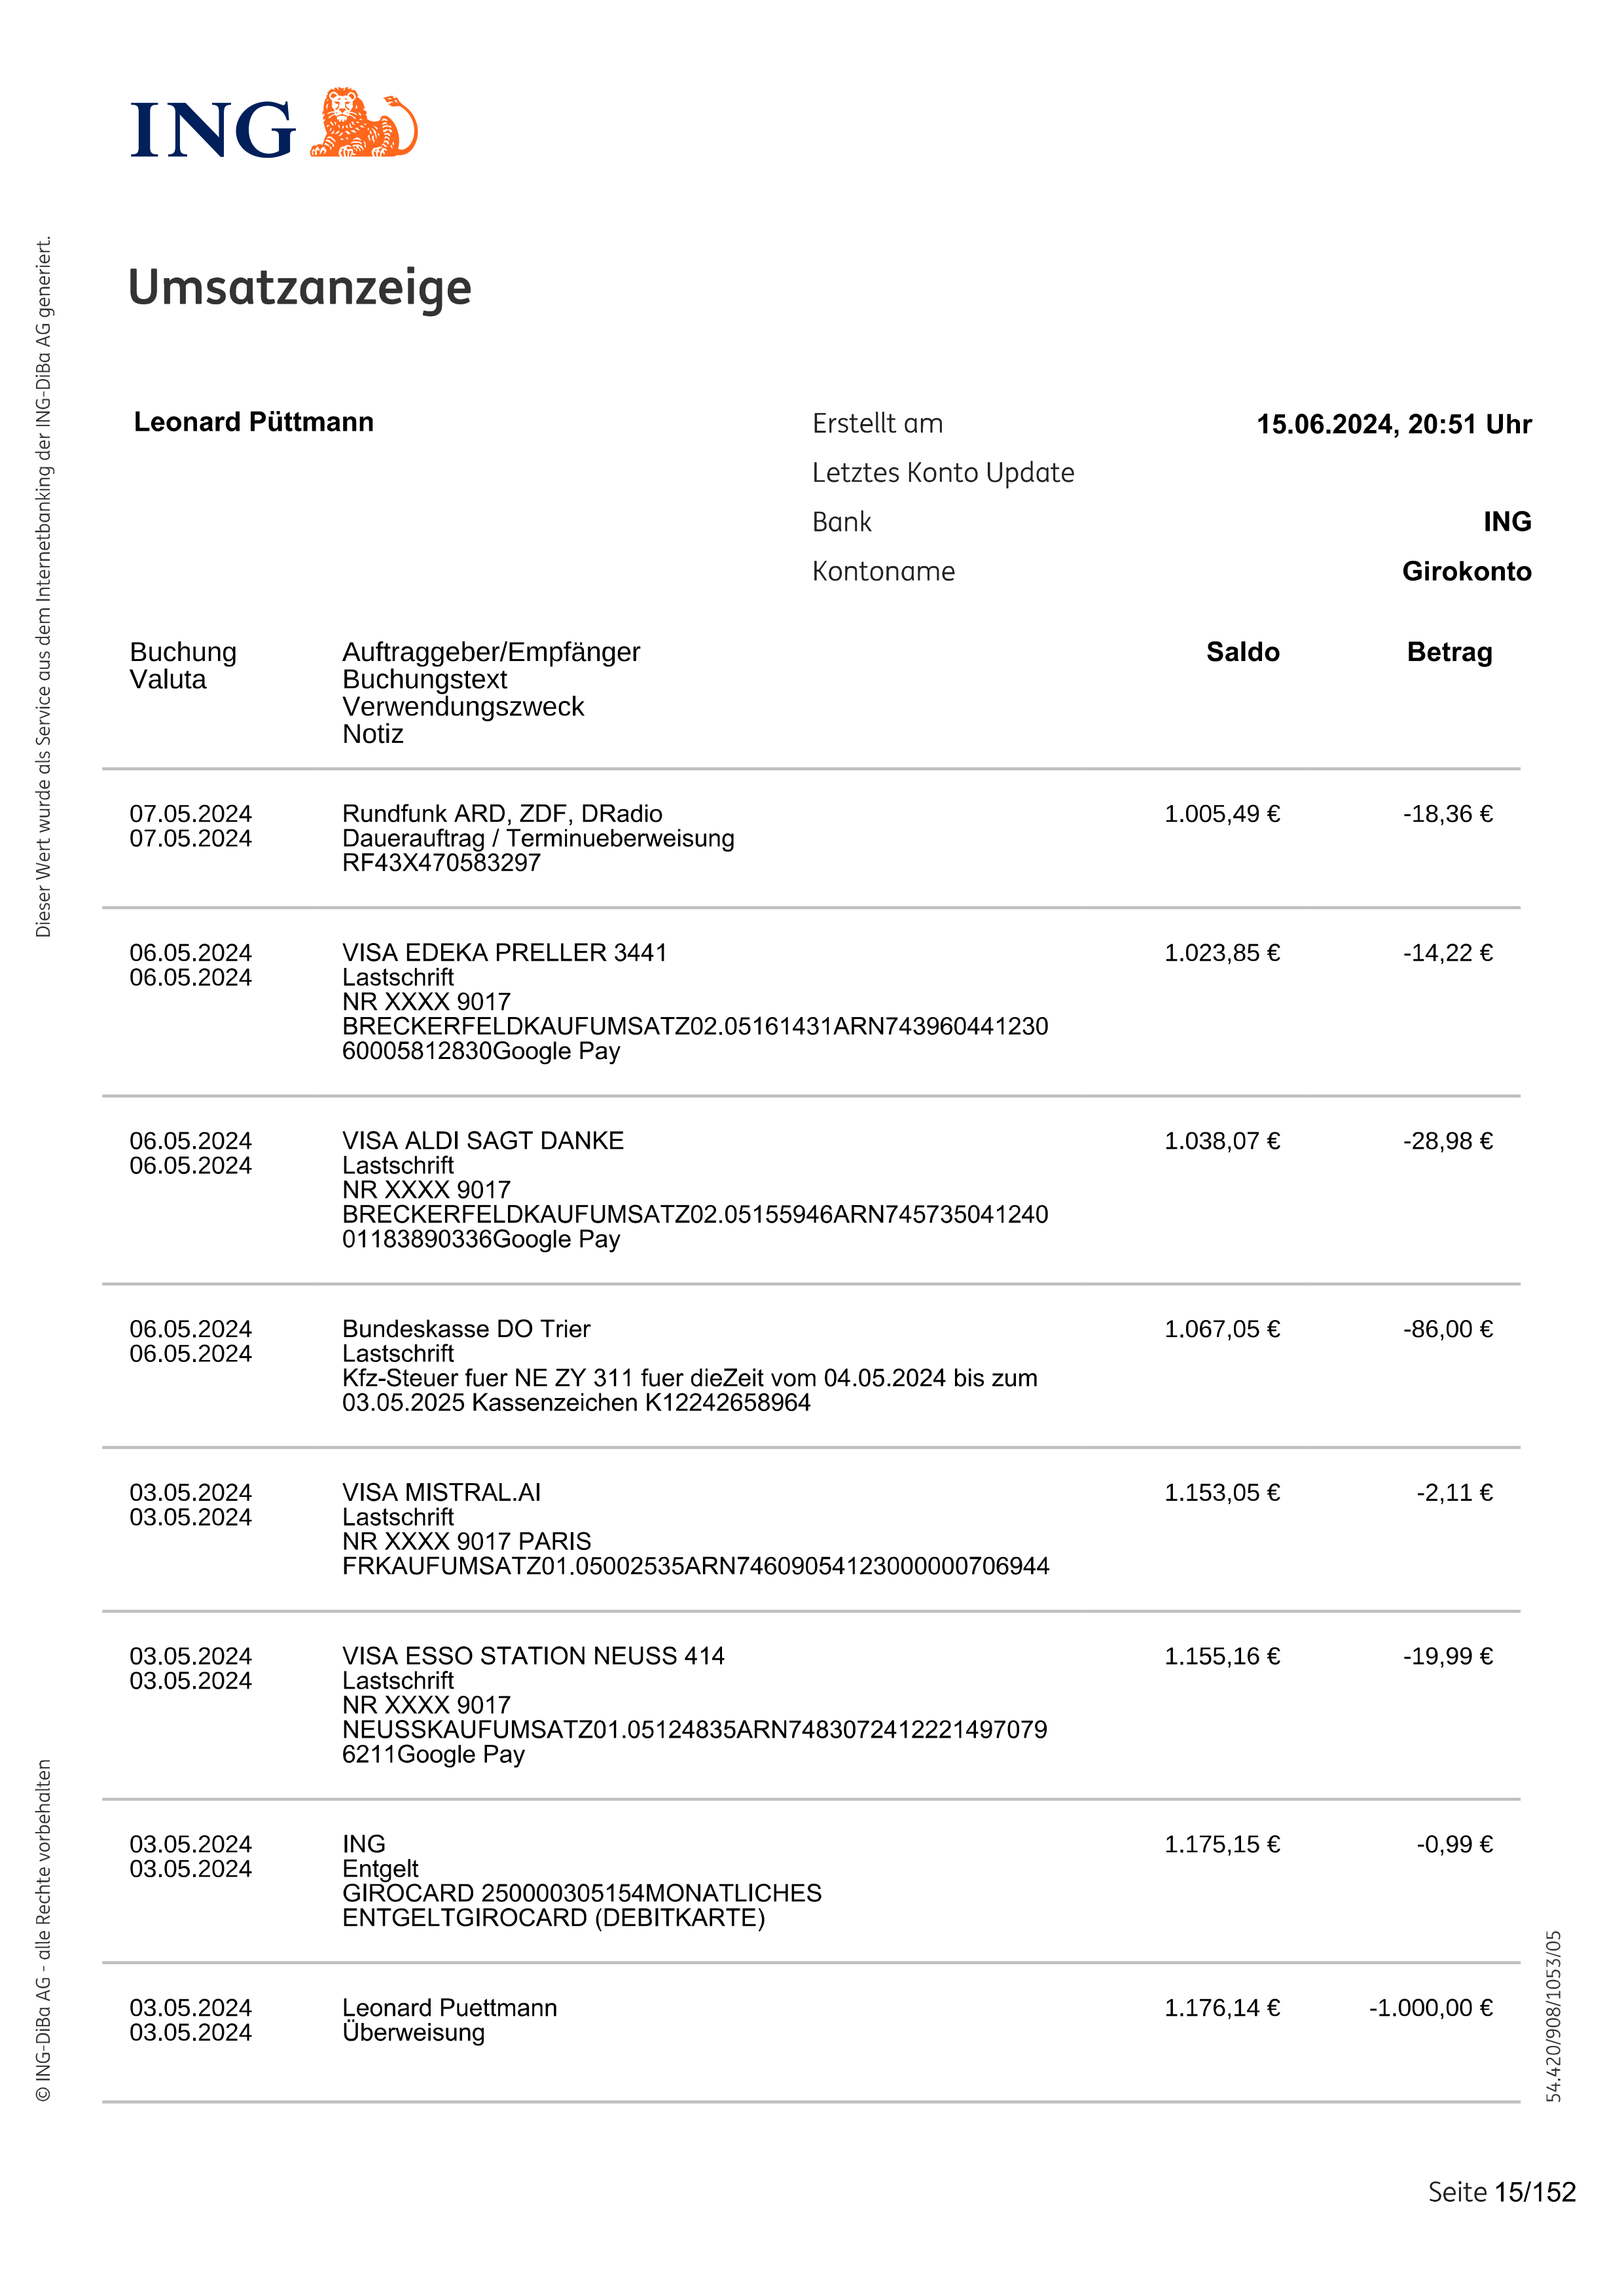 ING
Umsatzanzeige
Leonard Püttmann
Erstellt am 15.06.2024, 20:51 Uhr
Letztes Konto Update
Bank ING
Kontoname Girokonto
Buchung Auftraggeber/Empfänger Saldo Betrag
Valuta Buchungstext
Verwendungszweck
Notiz
07.05.2024 Rundfunk ARD, ZDF, DRadio 1.005,49 € -18,36 €
07.05.2024 Dauerauftrag / Terminueberweisung
RF43X470583297
06.05.2024 VISA EDEKA PRELLER 3441 1.023,85 € -14,22 €
06.05.2024 Lastschrift
NR XXXX 9017
BRECKERFELDKAUFUMSATZ02.05161431ARN743960441230
60005812830Google Pay
06.05.2024 VISA ALDI SAGT DANKE 1.038,07 € -28,98 €
06.05.2024 Lastschrift
NR XXXX 9017
BRECKERFELDKAUFUMSATZ02.05155946ARN745735041240
01183890336Google Pay
06.05.2024 Bundeskasse DO Trier 1.067,05 € -86,00 €
06.05.2024 Lastschrift
Kfz-Steuer fuer NE ZY 311 fuer dieZeit vom 04.05.2024 bis zum
03.05.2025 Kassenzeichen K12242658964
03.05.2024 VISA MISTRAL.AI 1.153,05 € -2,11 €
03.05.2024 Lastschrift
NR XXXX 9017 PARIS
FRKAUFUMSATZ01.05002535ARN74609054123000000706944
03.05.2024 VISA ESSO STATION NEUSS 414 1.155,16 € -19,99 €
03.05.2024 Lastschrift
NR XXXX 9017
NEUSSKAUFUMSATZ01.05124835ARN7483072412221497079
6211Google Pay
03.05.2024 ING 1.175,15 € -0,99 €
03.05.2024 Entgelt
GIROCARD 250000305154MONATLICHES
ENTGELTGIROCARD (DEBITKARTE)
03.05.2024 Leonard Puettmann 1.176,14 € -1.000,00 €
03.05.2024 Überweisung
Seite 15/152
Dieser Wert wurde als Service aus dem Internetbanking der ING-DiBa AG generiert.
© ING-DiBa AG - alle Rechte vorbehalten
54.420/908/1053/05